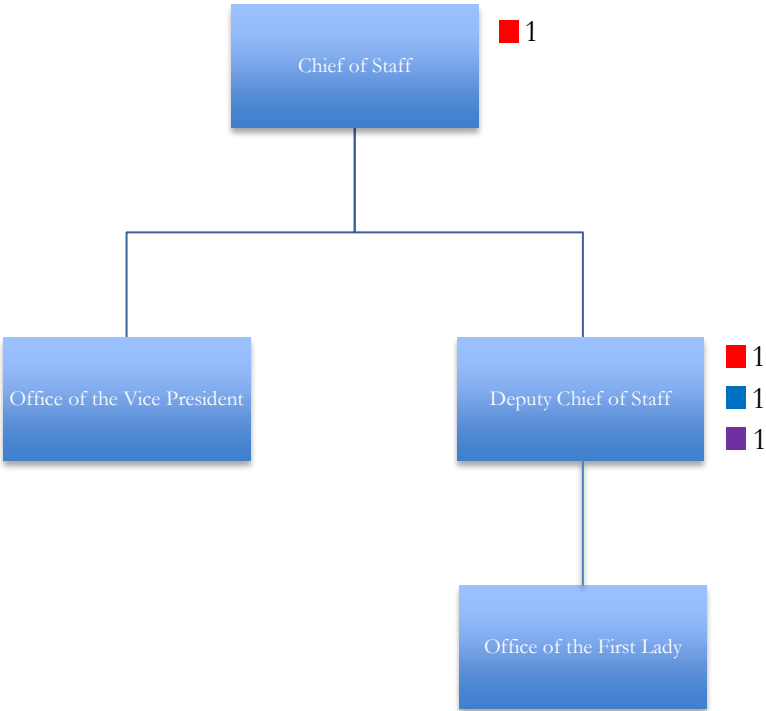 Chief of Staff
1
Office of the Vice President
Deputy Chief of Staff
1
1
1
Office of the First Lady